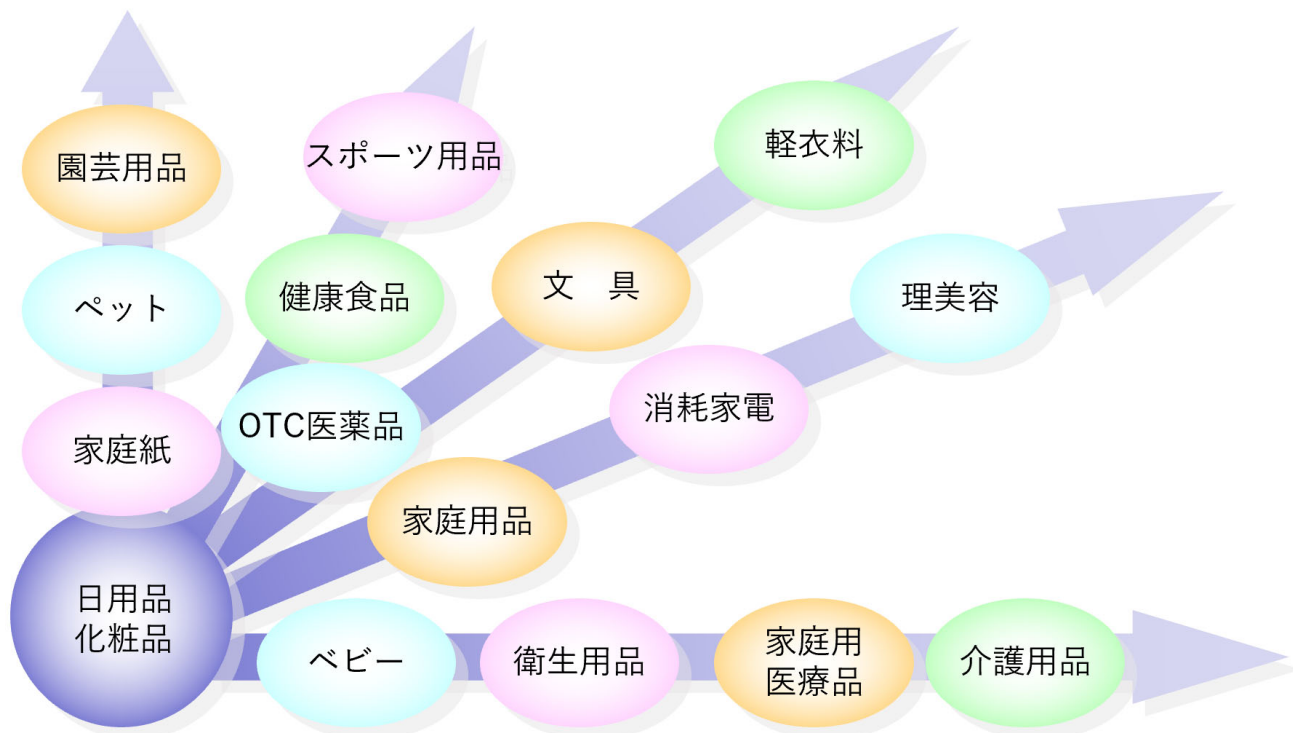 園芸用品
スポーツ用品
軽衣料
ペット
健康食品
文　具
理美容
家庭紙
OTC医薬品
消耗家電
家庭用品
日用品
化粧品
ベビー
衛生用品
家庭用
医療品
介護用品